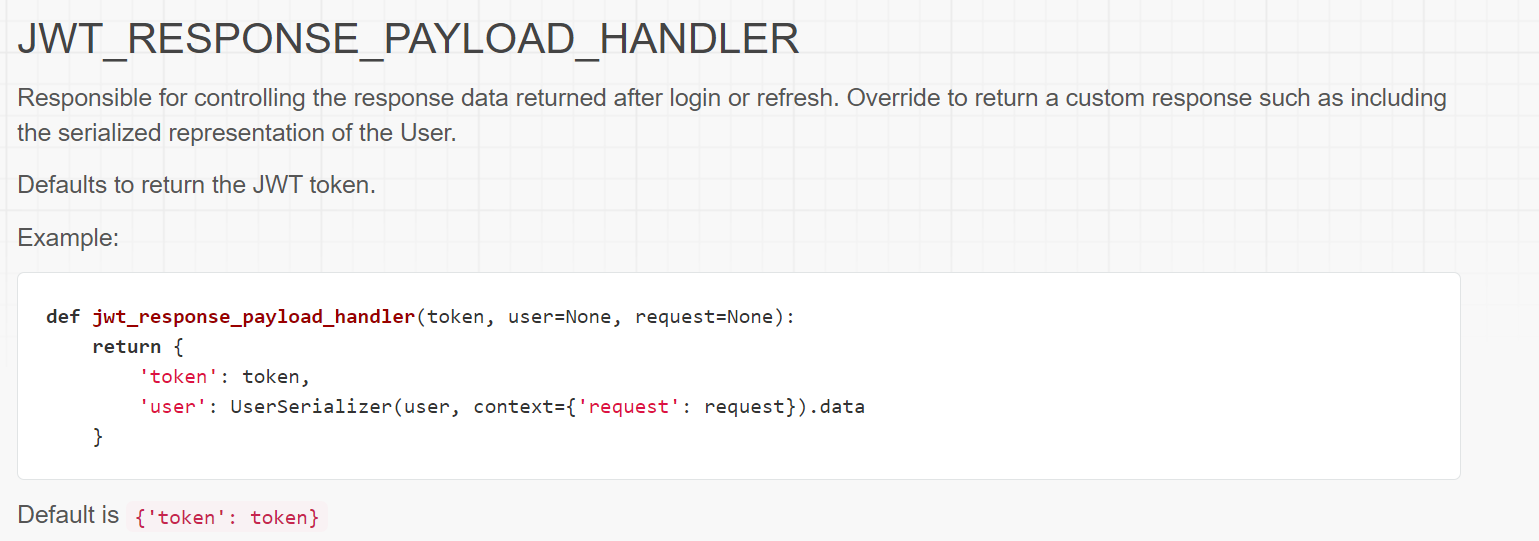 JWT_RESPONSE_PAYLOAD_HANDLER
Responsible for controlling the response data returned after login or refresh. Override to return a custom response such as including
the serialized representation of the User.
Defaults to return the JWT token.
Example:
def jwt_response_payload_handler(token, user=None, request=None):
    return {
        'token': token,
        'user': UserSerializer(user, context={'request': request}).data
    }
Default is {'token': token}